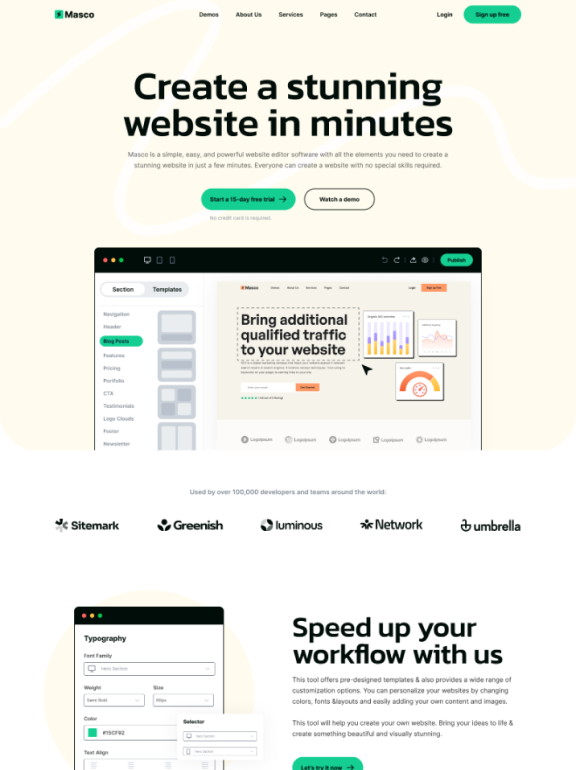 Masco
Demos About Us Services Pages Contact
Login Sign up free
Create a stunning
website in minutes
Masco is a simple, easy, and powerful website editor software with all the elements you need to create a
stunning website in just a few minutes. Everyone can create a website with no special skills required.
Start a 15-day free trial Watch a demo
No credit card is required.
Publish
Section Templates
Navigation
Header
Blog Posts
Features
Pricing
Portfolio
CTA
Testimonials
Logo Clouds
Footer
Newsletter
Masco
Home About Us Services Pages Contact
Login Sign up free
Bring additional
qualified traffic
to your website
Logoipsum Logoipsum Logoipsum Logoipsum Logoipsum
Used by over 100,000 developers and teams around the world:
Sitemark Greenish luminous Network umbrella
Typography
Font Family
Hero Section
Weight Size
Semi Bold 60px
Color
#15CF92
Text Align
Selector
Speed up your
workflow with us
This tool offers pre-designed templates & also provides a wide range of
customization options. You can personalize your websites by changing
colors, fonts &layouts and easily adding your own content and images.
This tool will help you create your own website. Bring your ideas to life &
create something beautiful and visually stunning.
Let's try it now